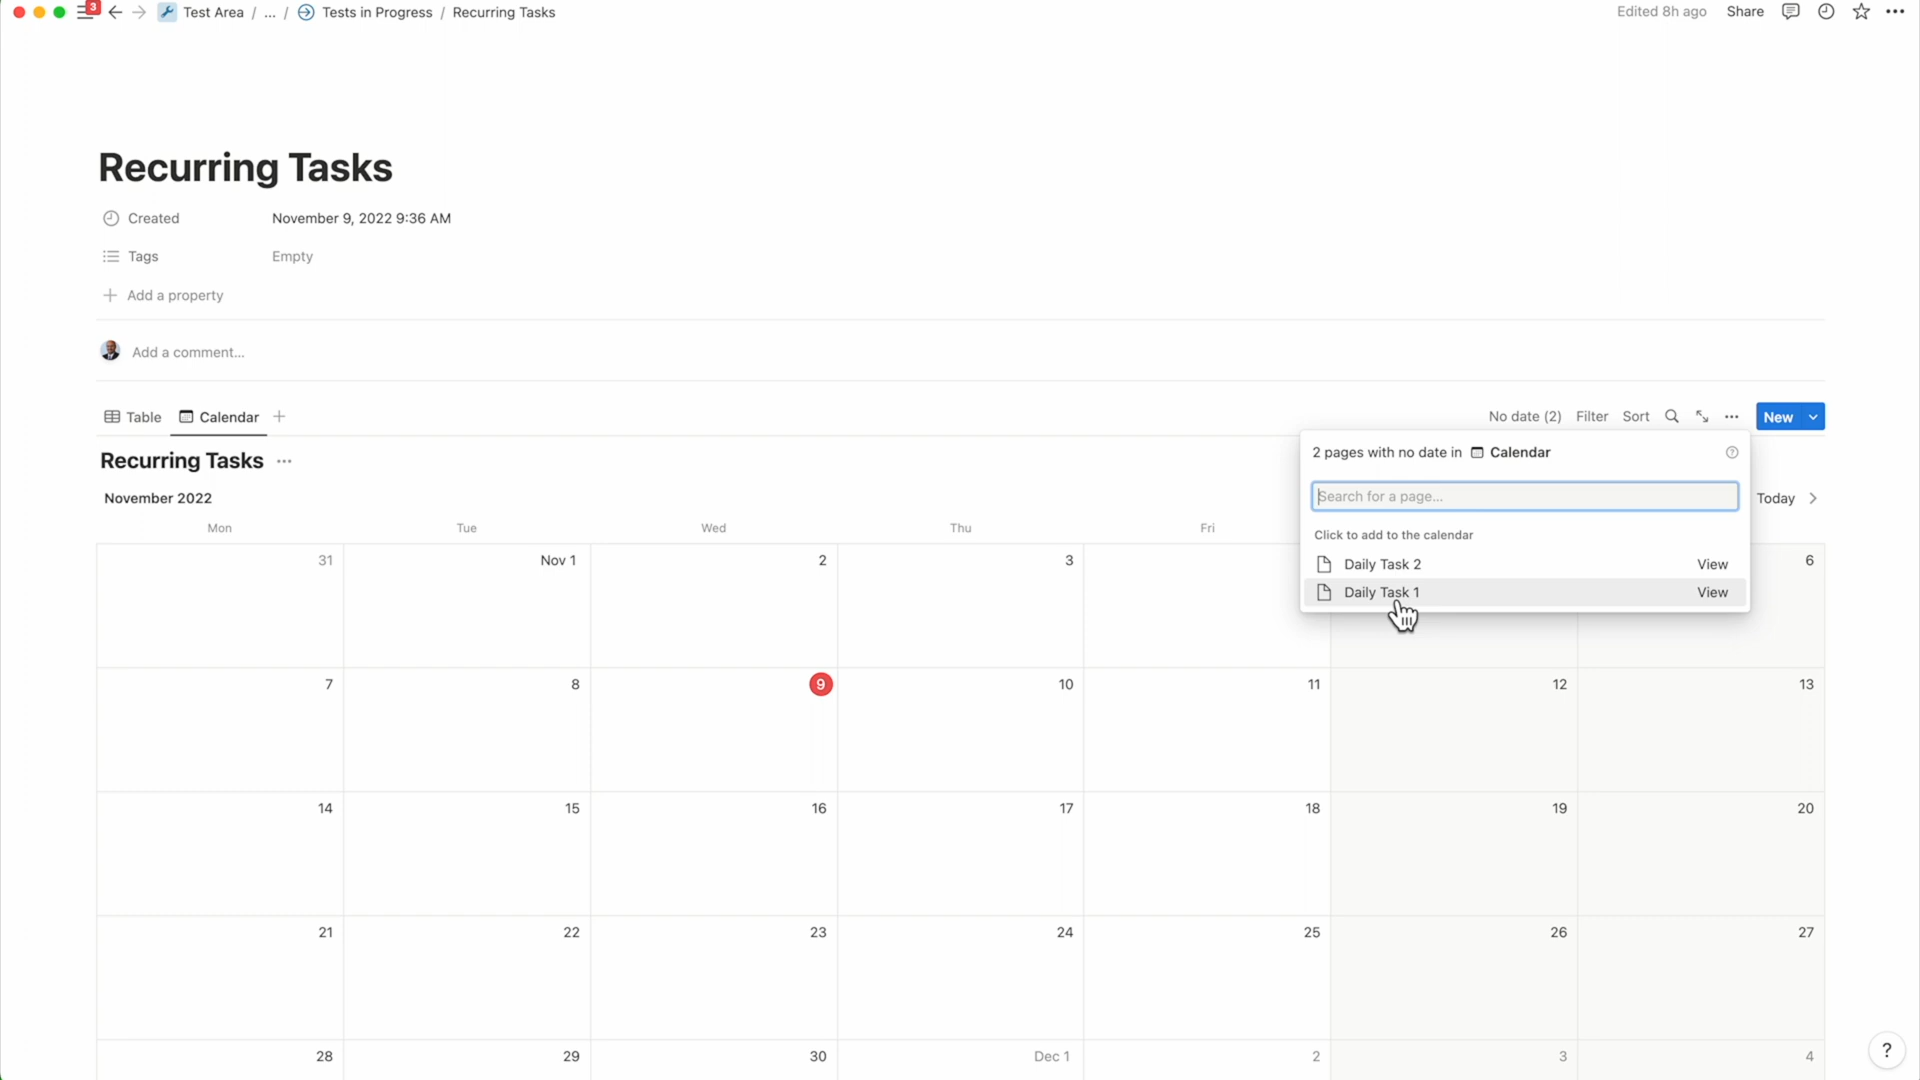 3
Test Area / ... / Tests in Progress / Recurring Tasks
Edited 8h ago Share
Recurring Tasks
Created November 9, 2022 9:36 AM
Tags Empty
Add a property
Add a comment...
Table Calendar
No date (2) Filter Sort New
2 pages with no date in Calendar
Search for a page...
Click to add to the calendar
Daily Task 2 View
Daily Task 1 View
Recurring Tasks ...
November 2022
Today
Mon Tue Wed Thu Fri
31 Nov 1 2 3 6
7 8 9 10 11 12 13
14 15 16 17 18 19 20
21 22 23 24 25 26 27
28 29 30 Dec 1 2 3 4
?